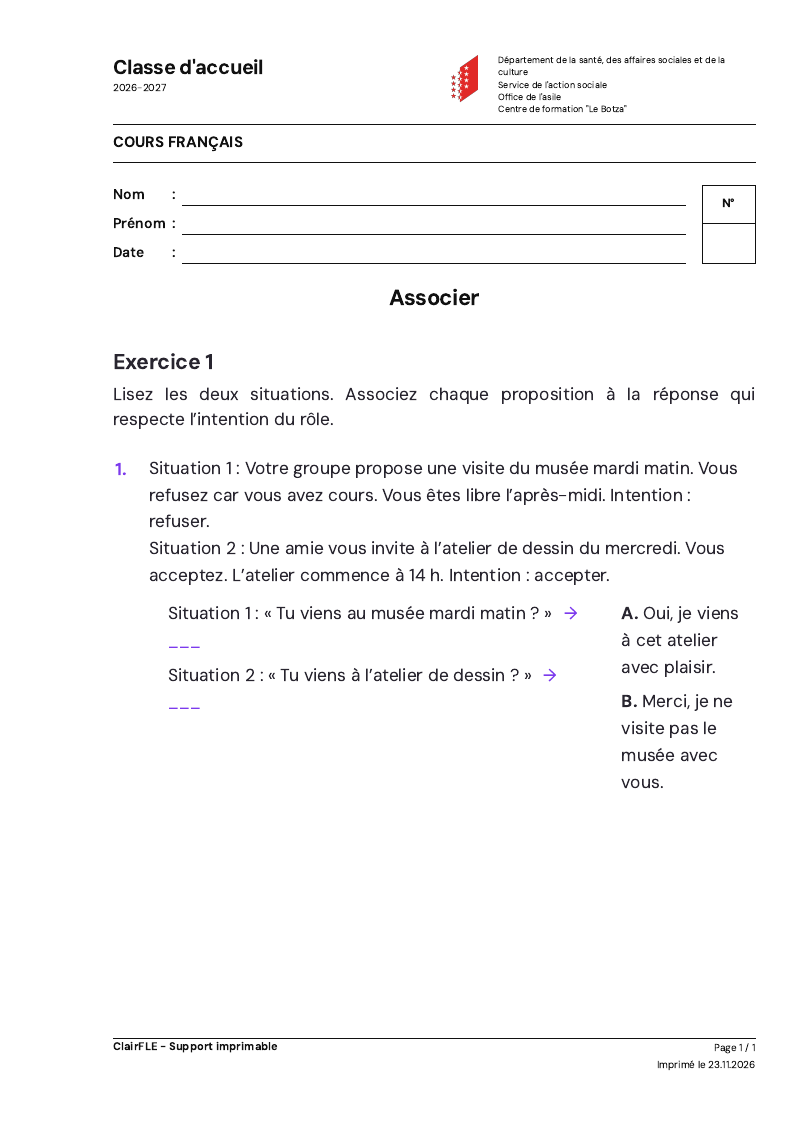 Classe d'accueil
2026-2027
Département de la santé, des affaires sociales et de la
culture
Service de l'action sociale
Office de l'asile
Centre de formation "Le Botza"
COURS FRANÇAIS
Nom :
Prénom :
Date :
N°
Associer
Exercice 1
Lisez les deux situations. Associez chaque proposition à la réponse qui
respecte l’intention du rôle.
1. Situation 1 : Votre groupe propose une visite du musée mardi matin. Vous
refusez car vous avez cours. Vous êtes libre l’après-midi. Intention :
refuser.
Situation 2 : Une amie vous invite à l’atelier de dessin du mercredi. Vous
acceptez. L’atelier commence à 14 h. Intention : accepter.
Situation 1 : « Tu viens au musée mardi matin ? » →
___
Situation 2 : « Tu viens à l’atelier de dessin ? » →
___
A. Oui, je viens
à cet atelier
avec plaisir.
B. Merci, je ne
visite pas le
musée avec
vous.
ClairFLE - Support imprimable
Page 1 / 1
Imprimé le 23.11.2026